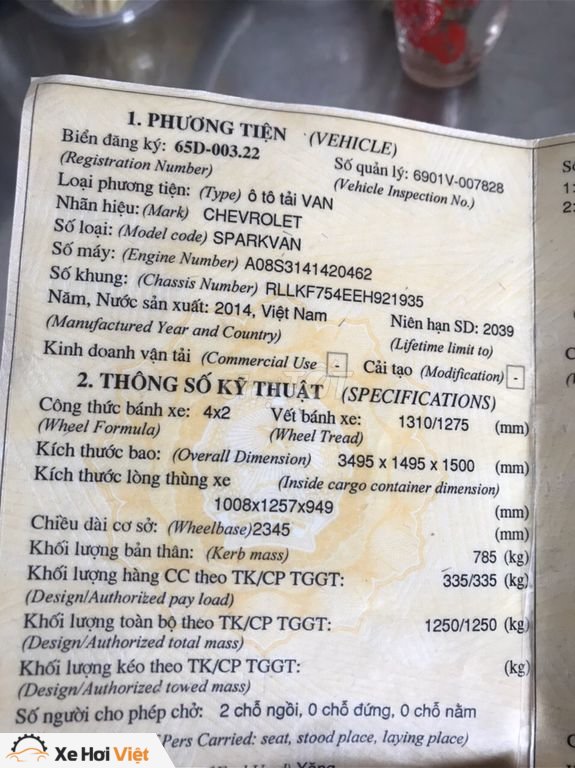 1. PHƯƠNG TIỆN (VEHICLE)
Biển đăng ký: 65D-003.22 Số quản lý: 6901V-007828
(Registration Number) (Vehicle Inspection No.)
Loại phương tiện: (Type) ô tô tải VAN
Nhãn hiệu: (Mark) CHEVROLET
Số loại: (Model code) SPARKVAN
Số máy: (Engine Number) A08S3141420462
Số khung: (Chassis Number) RLLKF754EEH921935
Năm, Nước sản xuất: 2014, Việt Nam Niên hạn SD: 2039
(Manufactured Year and Country) (Lifetime limit to)
Kinh doanh vận tải (Commercial Use - Cải tạo (Modification) -
2. THÔNG SỐ KỸ THUẬT (SPECIFICATIONS)
Công thức bánh xe: 4x2 Vết bánh xe: 1310/1275 (mm)
(Wheel Formula) (Wheel Tread)
Kích thước bao: (Overall Dimension) 3495 x 1495 x 1500 (mm)
Kích thước lòng thùng xe (Inside cargo container dimension)
1008x1257x949 (mm)
Chiều dài cơ sở: (Wheelbase) 2345 (mm)
Khối lượng bản thân: (Kerb mass) 785 (kg)
Khối lượng hàng CC theo TK/CP TGGT: 335/335 (kg)
(Design/Authorized pay load)
Khối lượng toàn bộ theo TK/CP TGGT: 1250/1250 (kg)
(Design/Authorized total mass)
Khối lượng kéo theo TK/CP TGGT: (kg)
(Design/Authorized towed mass)
Số người cho phép chở: 2 chỗ ngồi, 0 chỗ đứng, 0 chỗ nằm
Pers Carried: seat, stood place, laying place)
Xe Hơi Việt